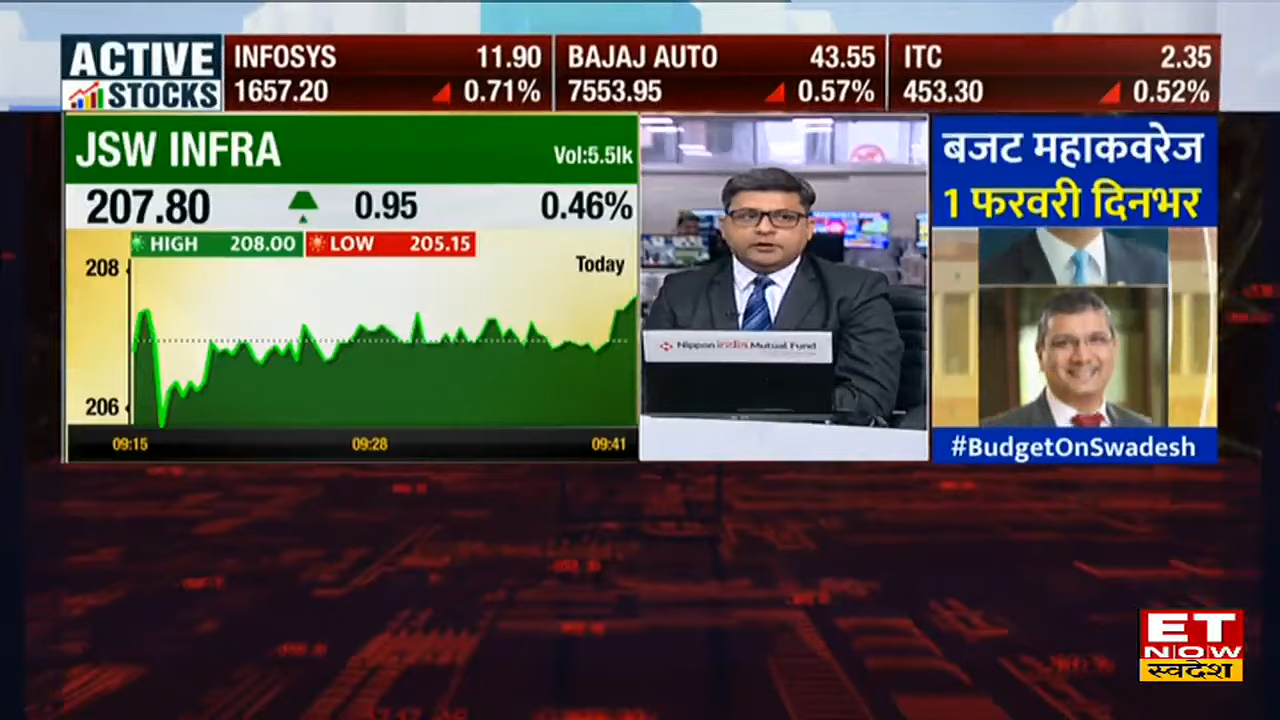 ACTIVE
STOCKS
INFOSYS 11.90
1657.20 0.71%
BAJAJ AUTO 43.55
7553.95 0.57%
ITC 2.35
453.30 0.52%
JSW INFRA Vol:5.5lk
207.80 0.95 0.46%
HIGH 208.00 LOW 205.15
Today
208
206
09:15 09:28 09:41
Nippon india Mutual Fund
बजट महाकवरेज
1 फरवरी दिनभर
#BudgetOnSwadesh
ET
NOW
स्वदेश